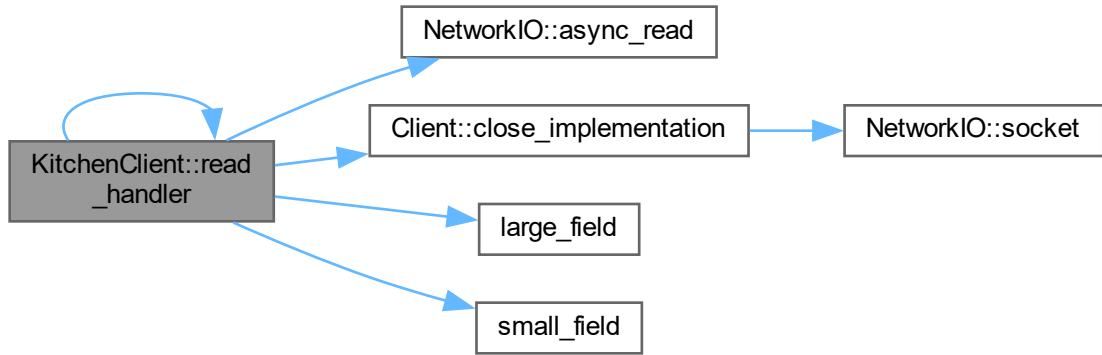 NetworkIO::async_read
Client::close_implementation
NetworkIO::socket
KitchenClient::read
_handler
large_field
small_field